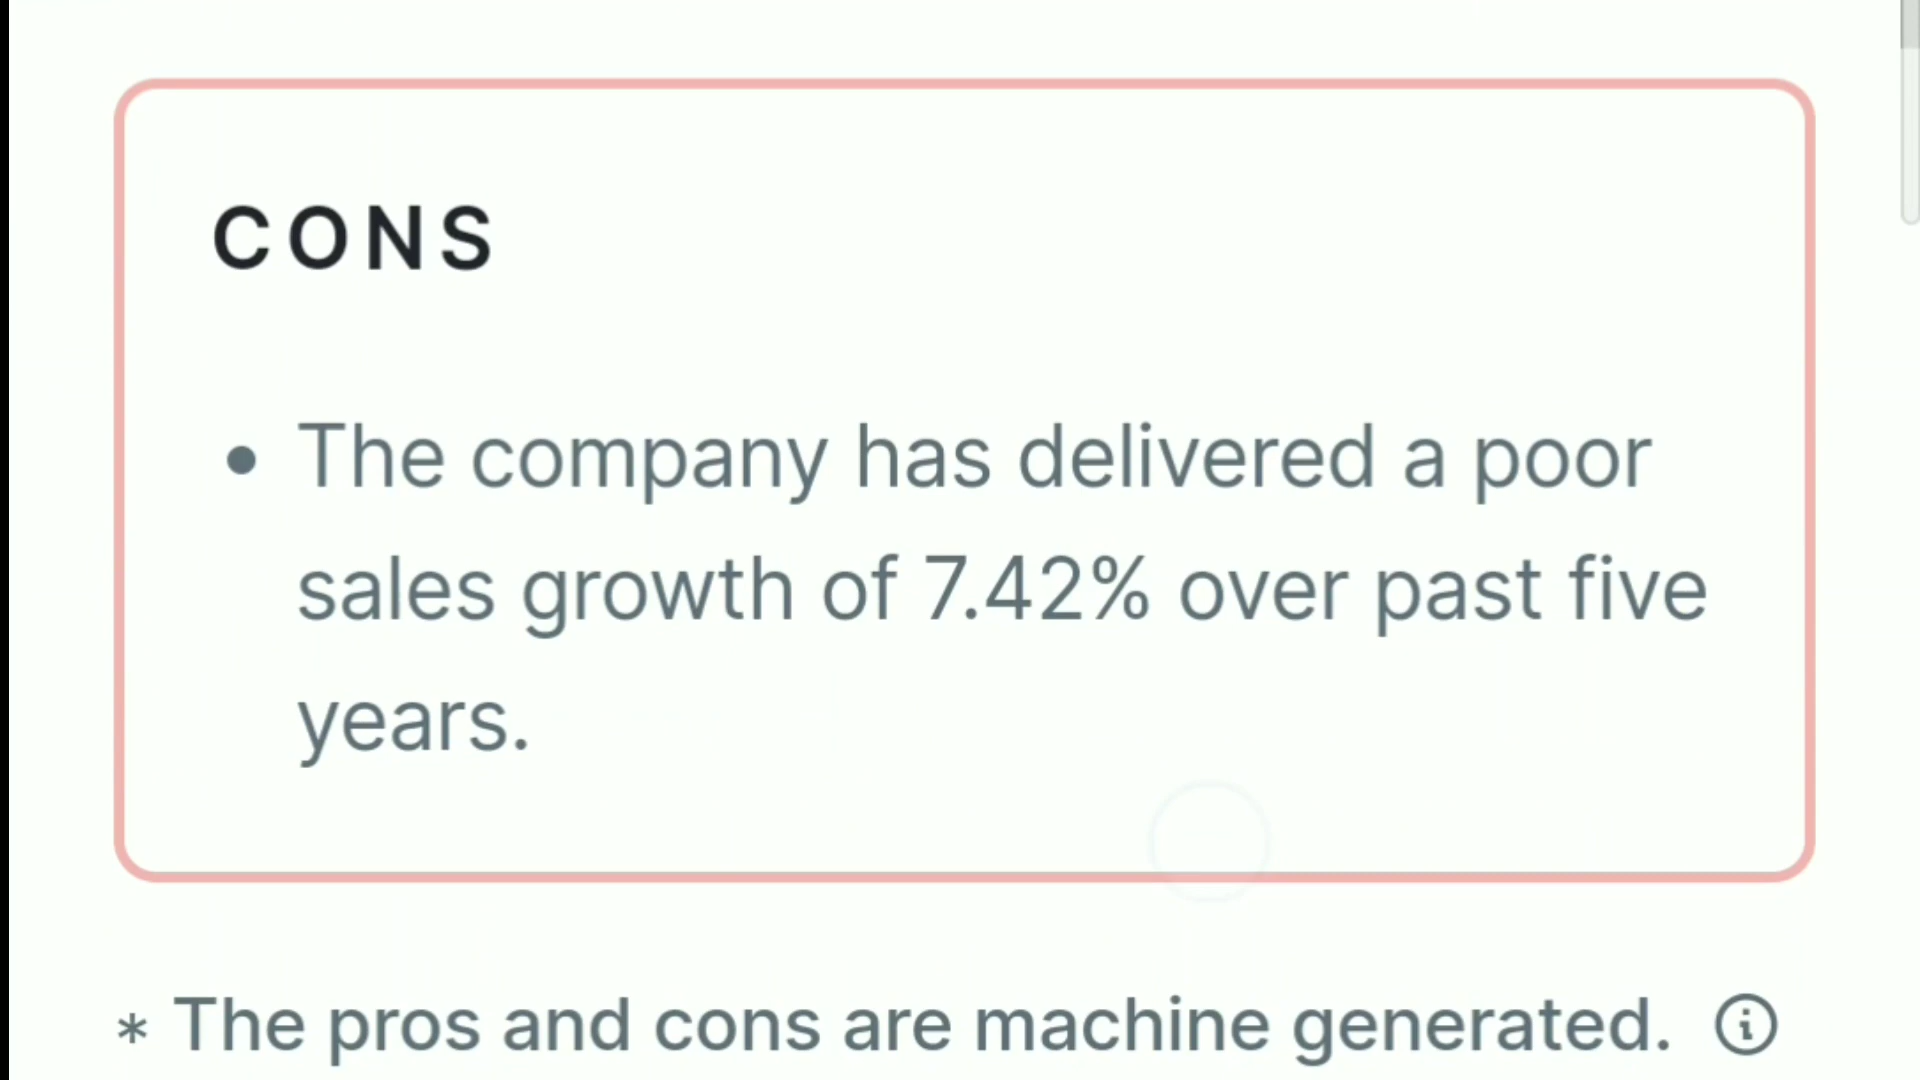 CONS
• The company has delivered a poor
sales growth of 7.42% over past five
years.
* The pros and cons are machine generated.